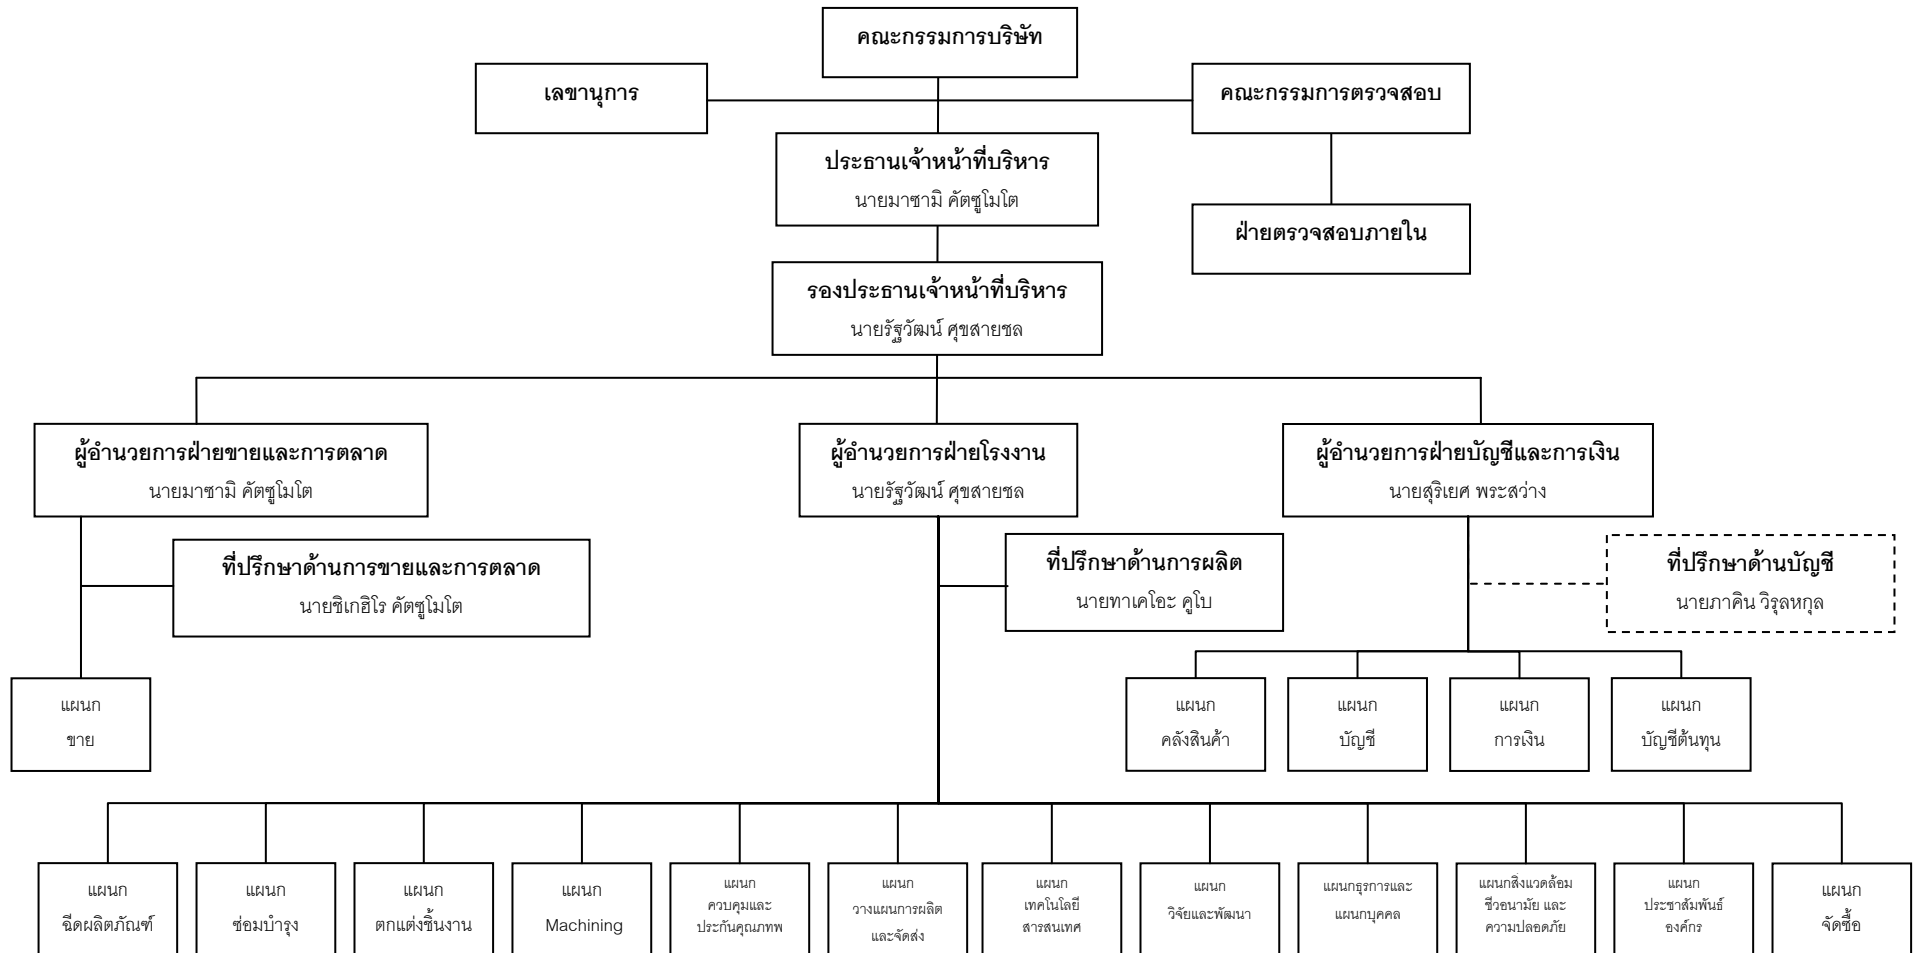 คณะกรรมการบริษัท
เลขานุการ
คณะกรรมการตรวจสอบ
ประธานเจ้าหน้าที่บริหาร
นายมาซามิ คัตซูโมโต
ฝ่ายตรวจสอบภายใน
รองประธานเจ้าหน้าที่บริหาร
นายรัฐวัฒน์ ศุขสายชล
ผู้อำนวยการฝ่ายขายและการตลาด
นายมาซามิ คัตซูโมโต
ผู้อำนวยการฝ่ายโรงงาน
นายรัฐวัฒน์ ศุขสายชล
ผู้อำนวยการฝ่ายบัญชีและการเงิน
นายสุริเยศ พระสว่าง
ที่ปรึกษาด้านการขายและการตลาด
นายชิเกฮิโร คัตซูโมโต
ที่ปรึกษาด้านการผลิต
นายทาเคโอะ คูโบ
ที่ปรึกษาด้านบัญชี
นายภาคิน วิรุลหกุล
แผนก
ขาย
แผนก
คลังสินค้า
แผนก
บัญชี
แผนก
การเงิน
แผนก
บัญชีต้นทุน
แผนก
ฉีดผลิตภัณฑ์
แผนก
ซ่อมบำรุง
แผนก
ตกแต่งชิ้นงาน
แผนก
Machining
แผนก
ควบคุมและ
ประกันคุณภทพ
แผนก
วางแผนการผลิต
และจัดส่ง
แผนก
เทคโนโลยี
สารสนเทศ
แผนก
วิจัยและพัฒนา
แผนกธุรการและ
แผนกบุคคล
แผนกสิ่งแวดล้อม
ชีวอนามัย และ
ความปลอดภัย
แผนก
ประชาสัมพันธ์
องค์กร
แผนก
จัดซื้อ